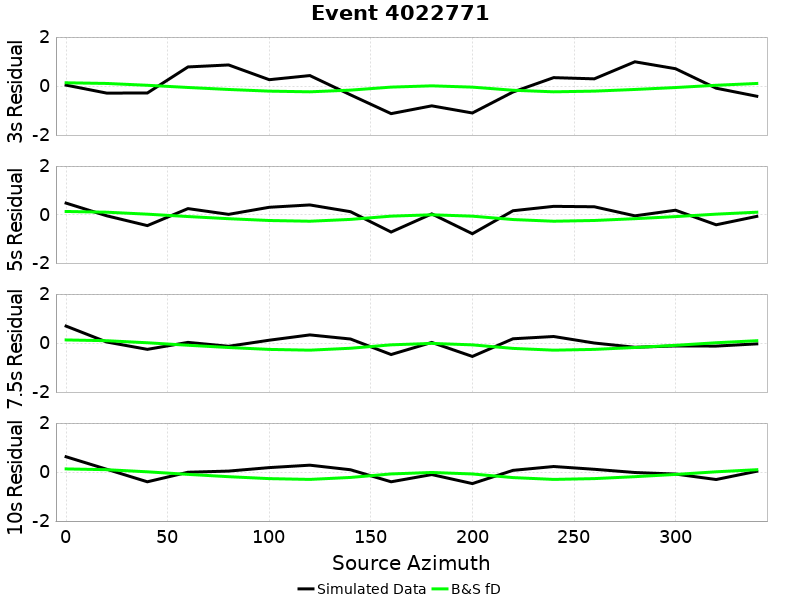 Event 4022771
3s Residual
2
0
-2
5s Residual
2
0
-2
7.5s Residual
2
0
-2
10s Residual
2
0
-2
0 50 100 150 200 250 300
Source Azimuth
Simulated Data B&S fD